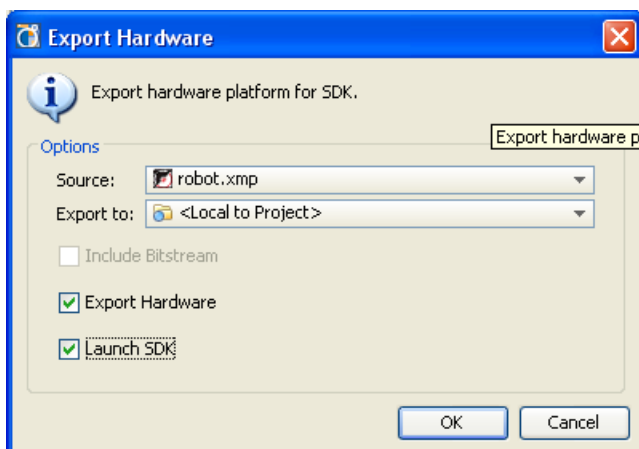 Export Hardware
Export hardware platform for SDK.
Export hardware p
Options
Source: robot.xmp
Export to: <Local to Project>
Include Bitstream
Export Hardware
Launch SDK
OK Cancel